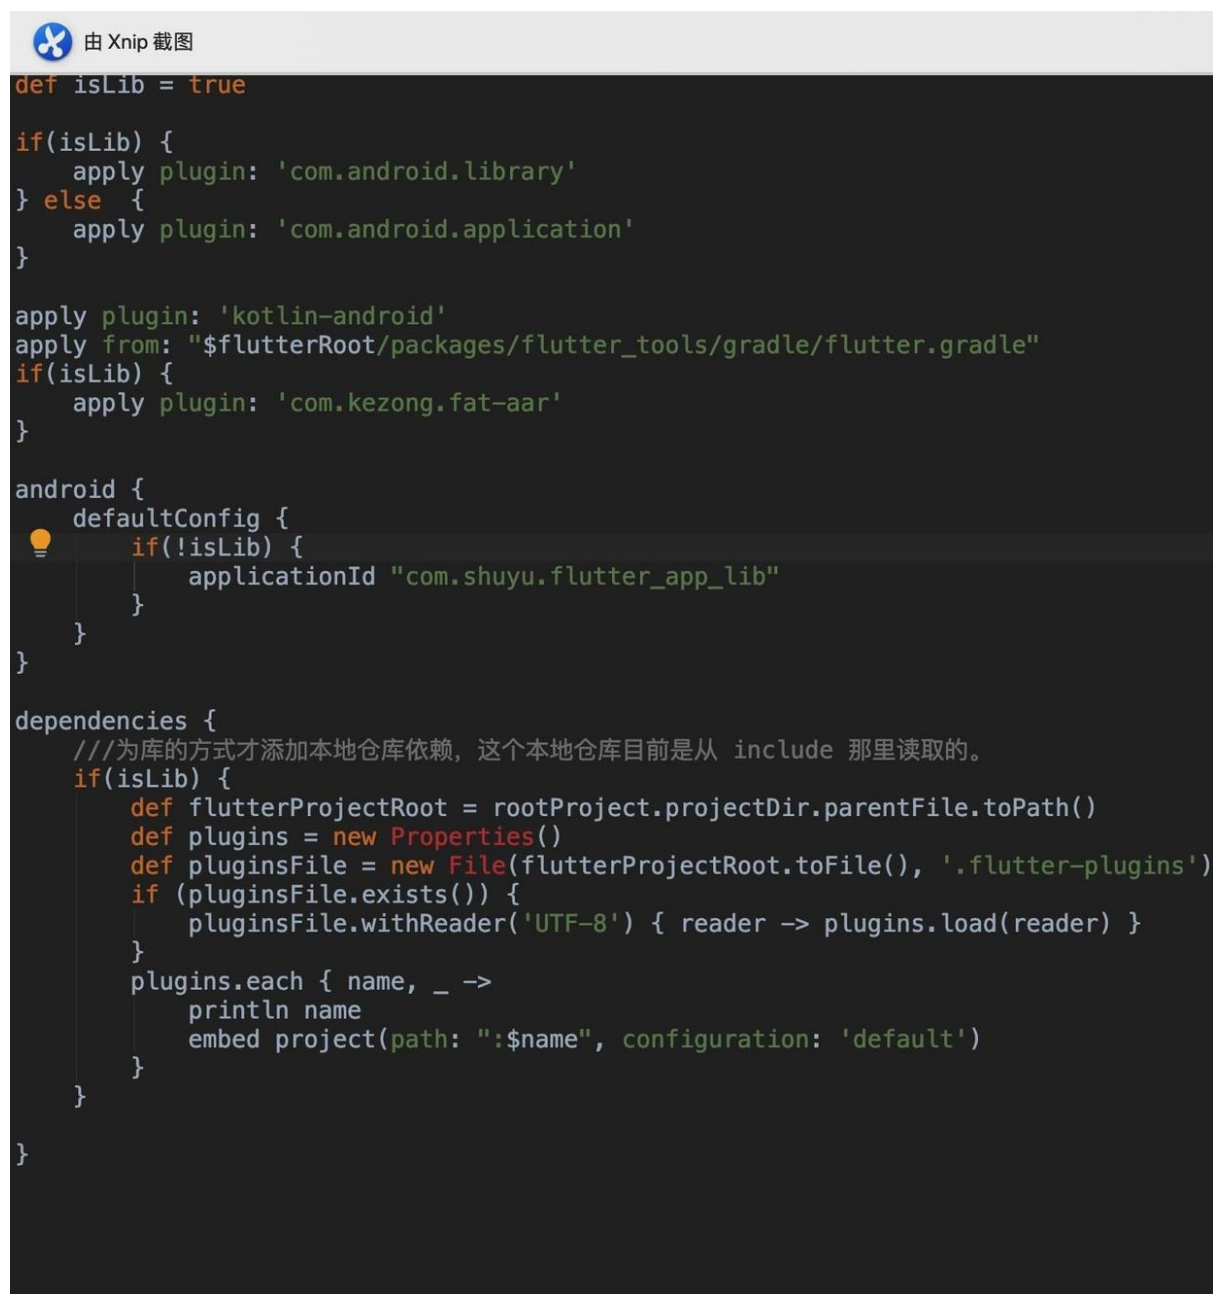 由 Xnip 截图
def isLib = true
if(isLib) {
    apply plugin: 'com.android.library'
} else  {
    apply plugin: 'com.android.application'
}
apply plugin: 'kotlin-android'
apply from: "$flutterRoot/packages/flutter_tools/gradle/flutter.gradle"
if(isLib) {
    apply plugin: 'com.kezong.fat-aar'
}
android {
    defaultConfig {
        if(!isLib) {
            applicationId "com.shuyu.flutter_app_lib"
        }
    }
}
dependencies {
    ///为库的方式才添加本地仓库依赖，这个本地仓库目前是从 include 那里读取的。
    if(isLib) {
        def flutterProjectRoot = rootProject.projectDir.parentFile.toPath()
        def plugins = new Properties()
        def pluginsFile = new File(flutterProjectRoot.toFile(), '.flutter-plugins')
        if (pluginsFile.exists()) {
            pluginsFile.withReader('UTF-8') { reader -> plugins.load(reader) }
        }
        plugins.each { name, _ ->
            println name
            embed project(path: ":$name", configuration: 'default')
        }
    }
}